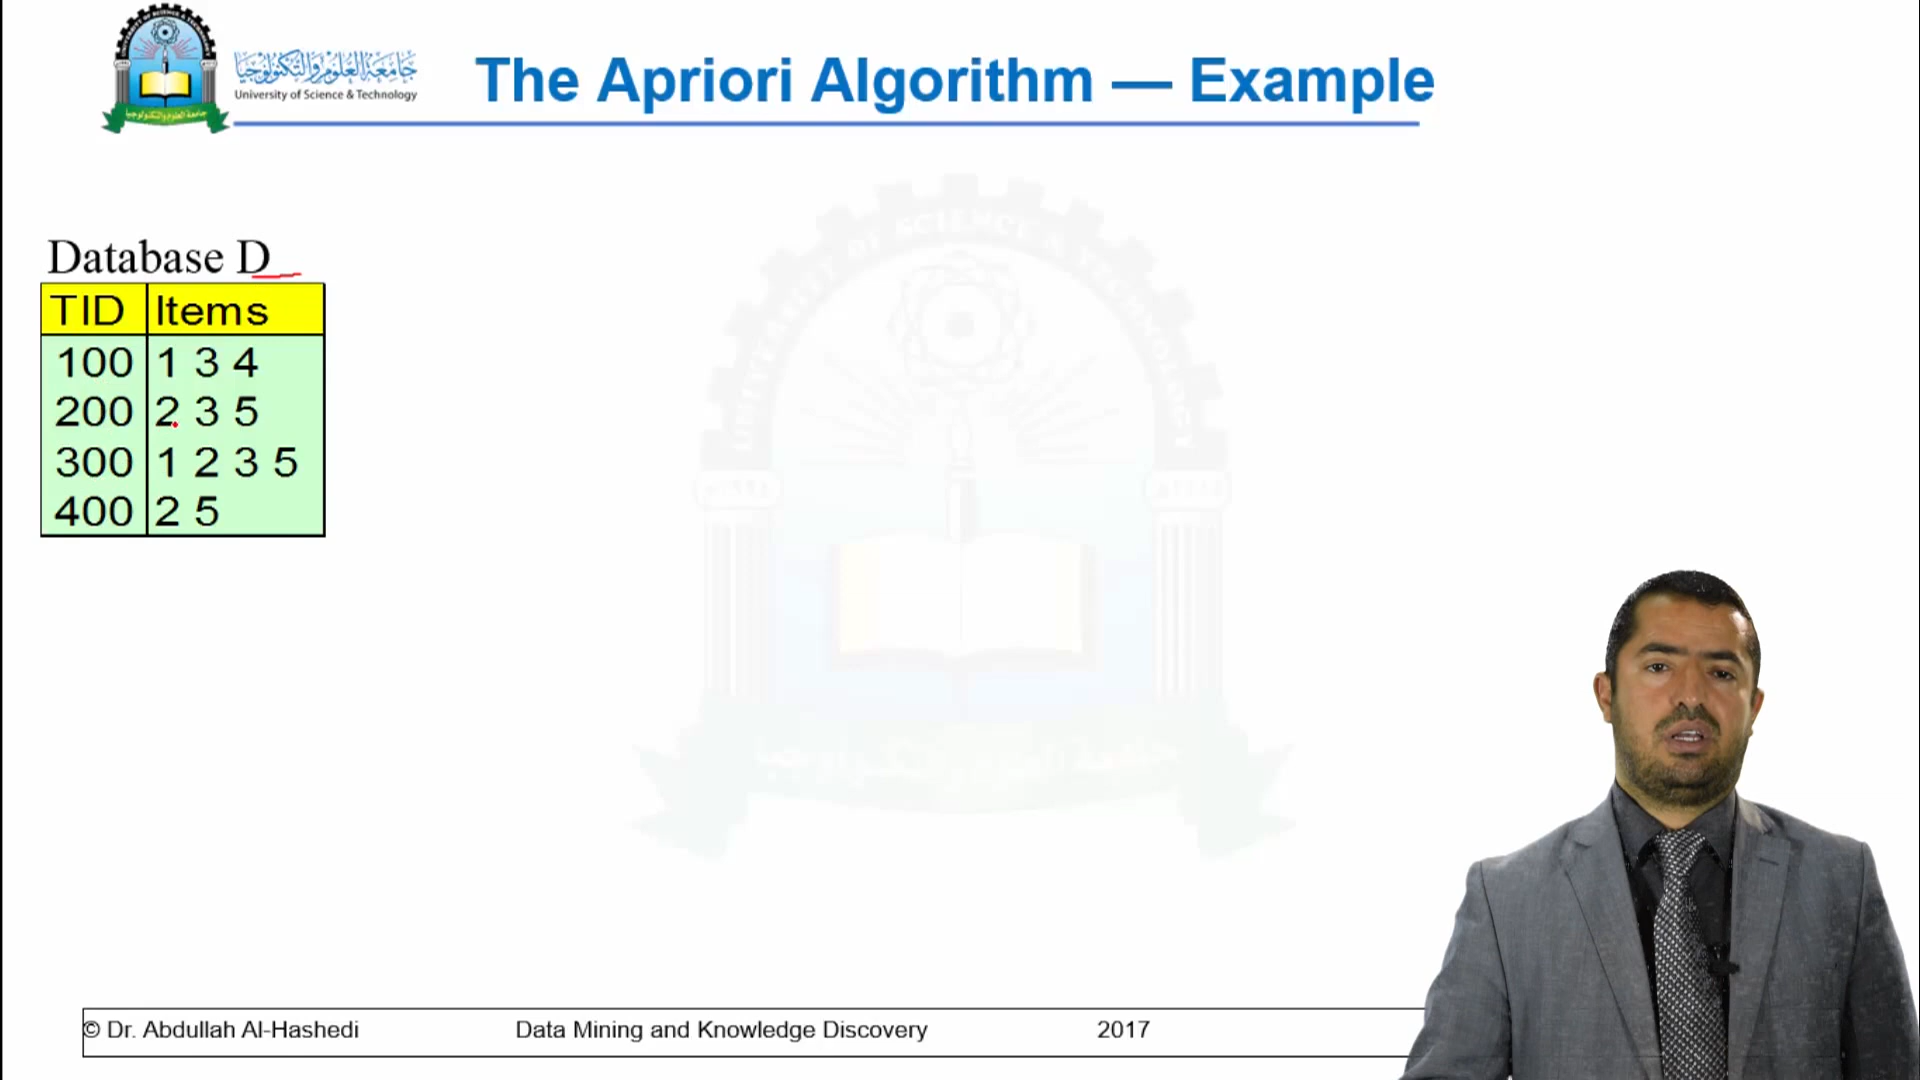 جامعة العلوم والتكنولوجيا
University of Science & Technology
The Apriori Algorithm — Example
Database D
TID Items
100 1 3 4
200 2 3 5
300 1 2 3 5
400 2 5
© Dr. Abdullah Al-Hashedi Data Mining and Knowledge Discovery 2017